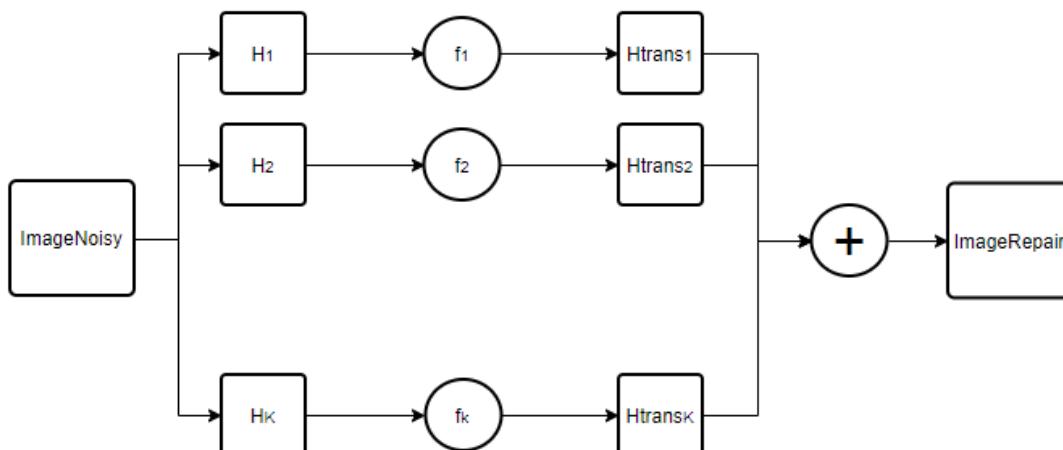 H1
f1
Htrans1
H2
f2
Htrans2
ImageNoisy
+
ImageRepair
HK
fk
HtransK